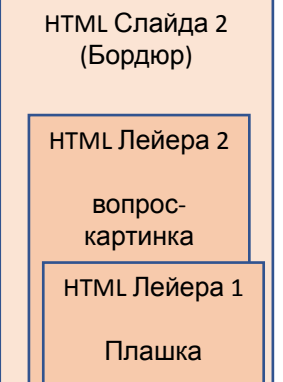 HTML Слайда 2
(Бордюр)
HTML Лейера 2
вопрос-
картинка
HTML Лейера 1
Плашка